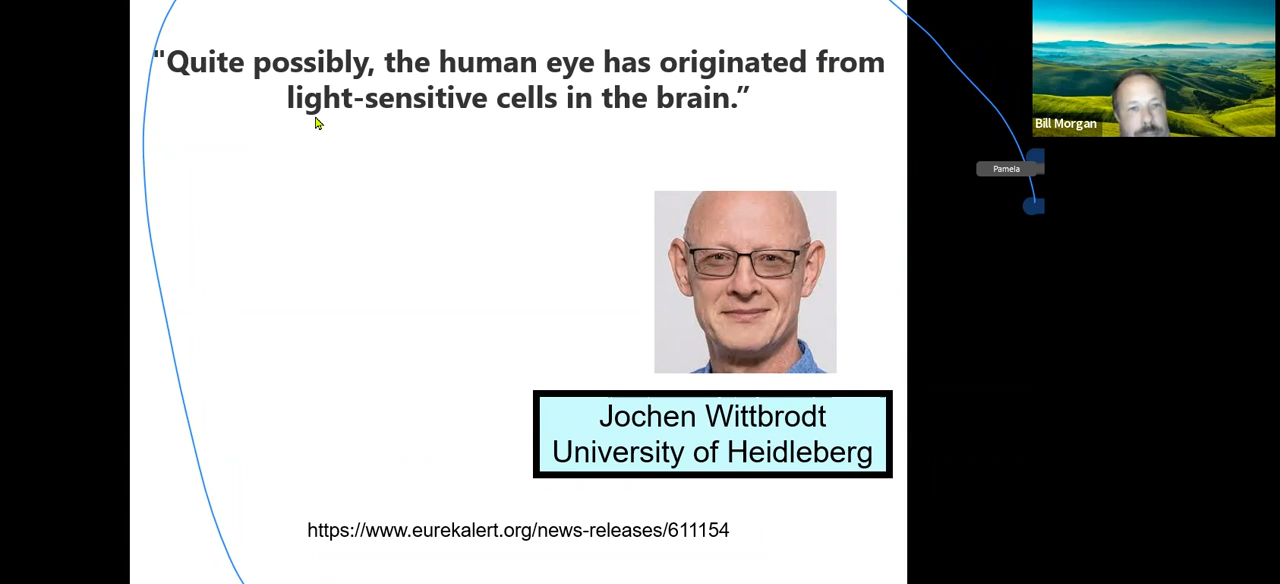 "Quite possibly, the human eye has originated from
light-sensitive cells in the brain.”
Bill Morgan
Pamela
Jochen Wittbrodt
University of Heidleberg
https://www.eurekalert.org/news-releases/611154